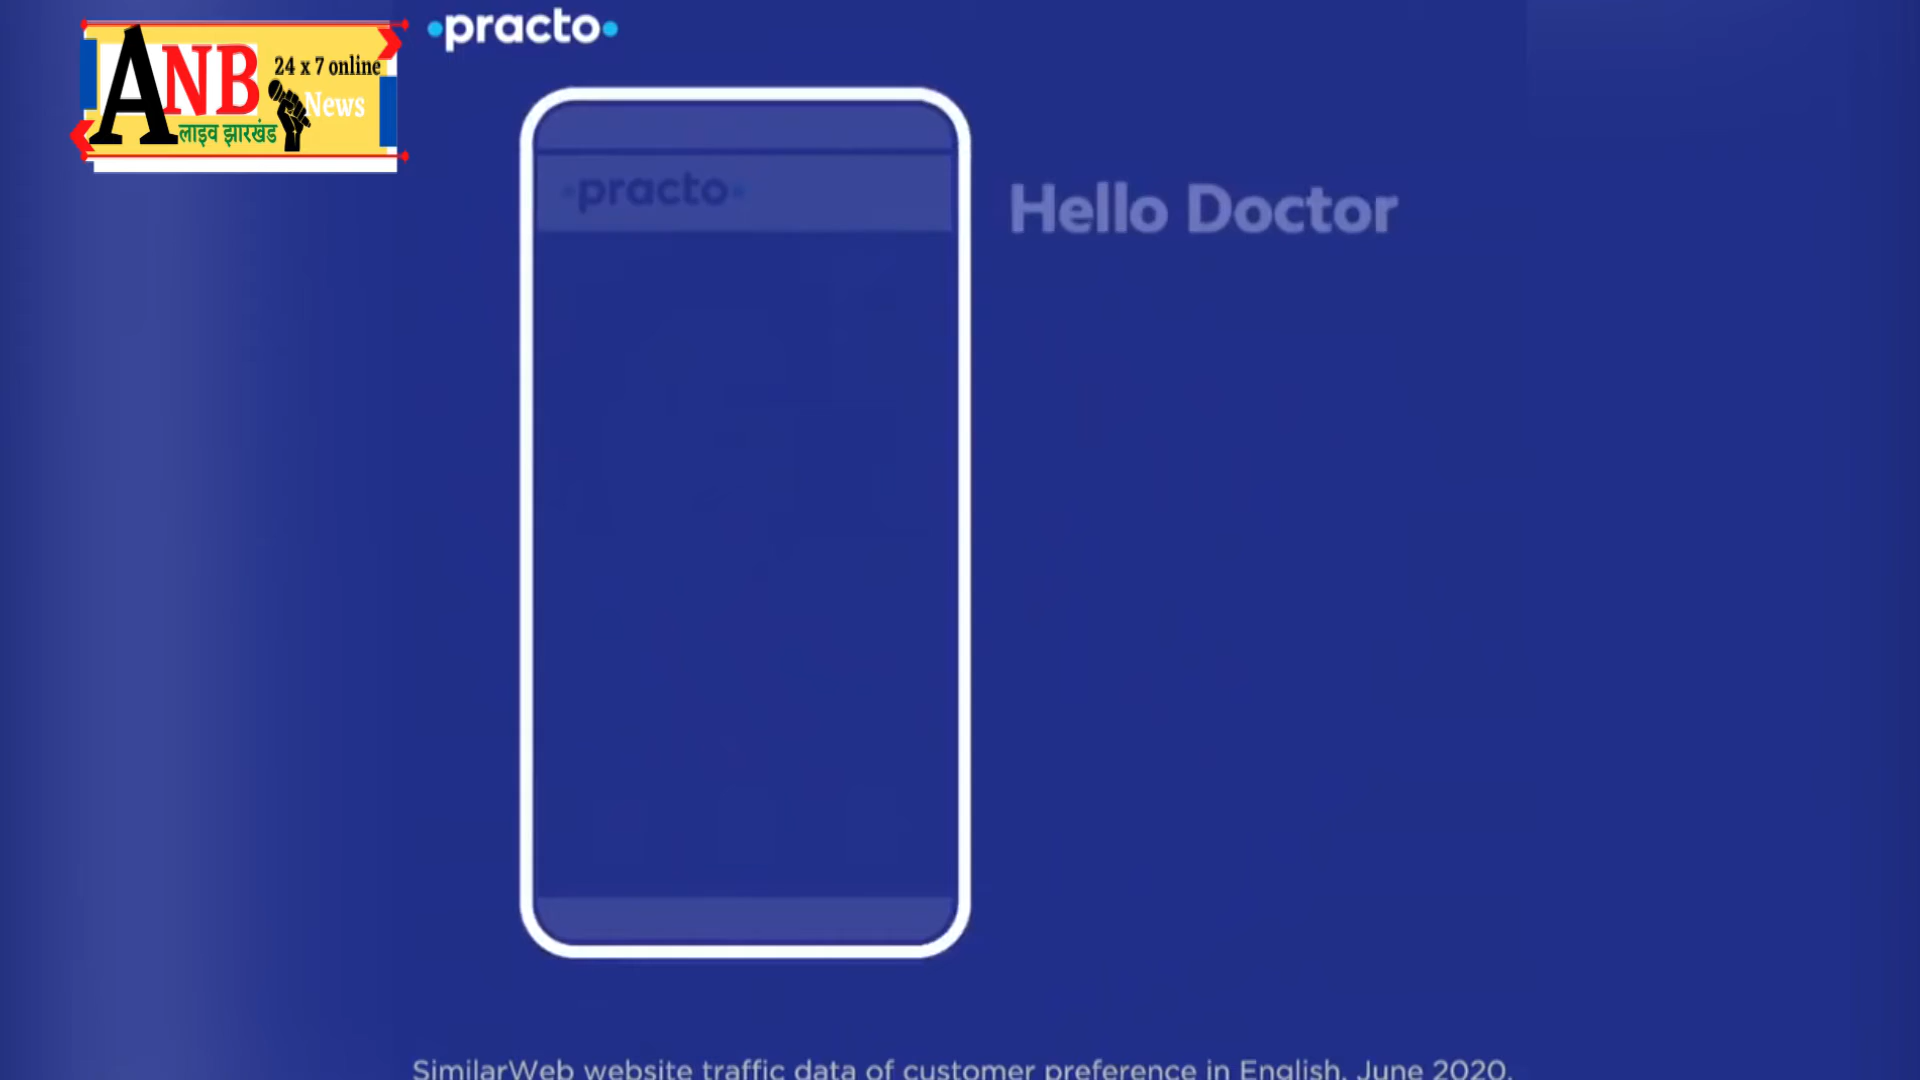 practo
ANB
24 x 7 online
News
लाइव झारखंड
practo
Hello Doctor
SimilarWeb website traffic data of customer preference in English, June 2020.